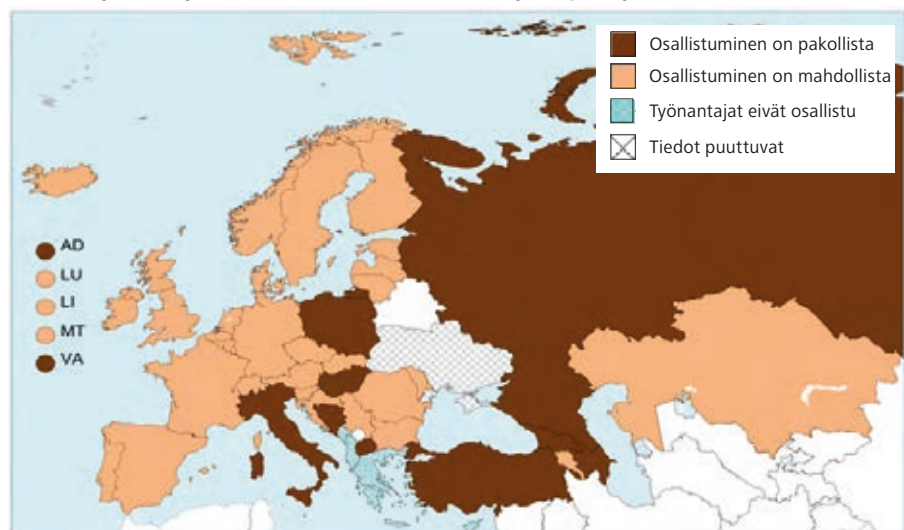 Osallistuminen on pakollista
Osallistuminen on mahdollista
Työnantajat eivät osallistu
Tiedot puuttuvat
AD
LU
LI
MT
VA